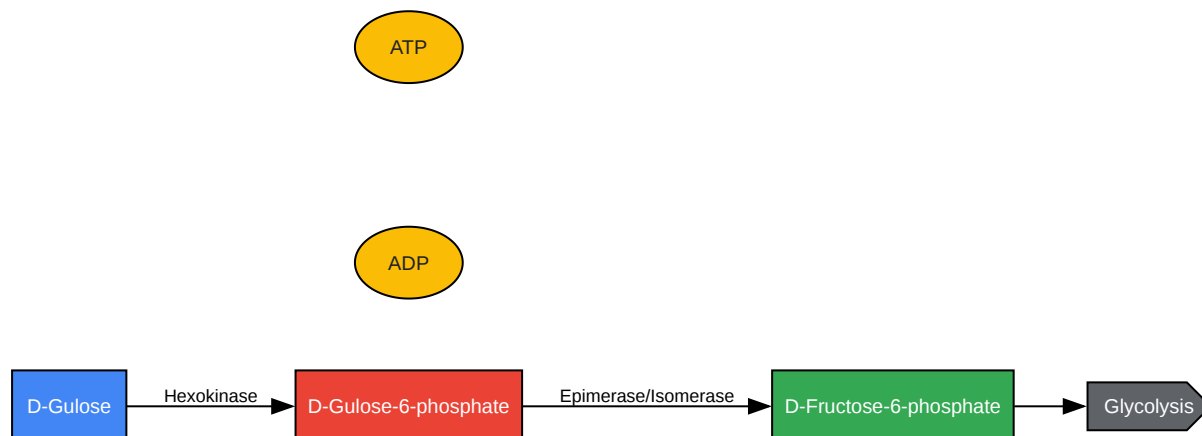 ATP
ADP
D-Gulose
Hexokinase
D-Gulose-6-phosphate
Epimerase/Isomerase
D-Fructose-6-phosphate
Glycolysis